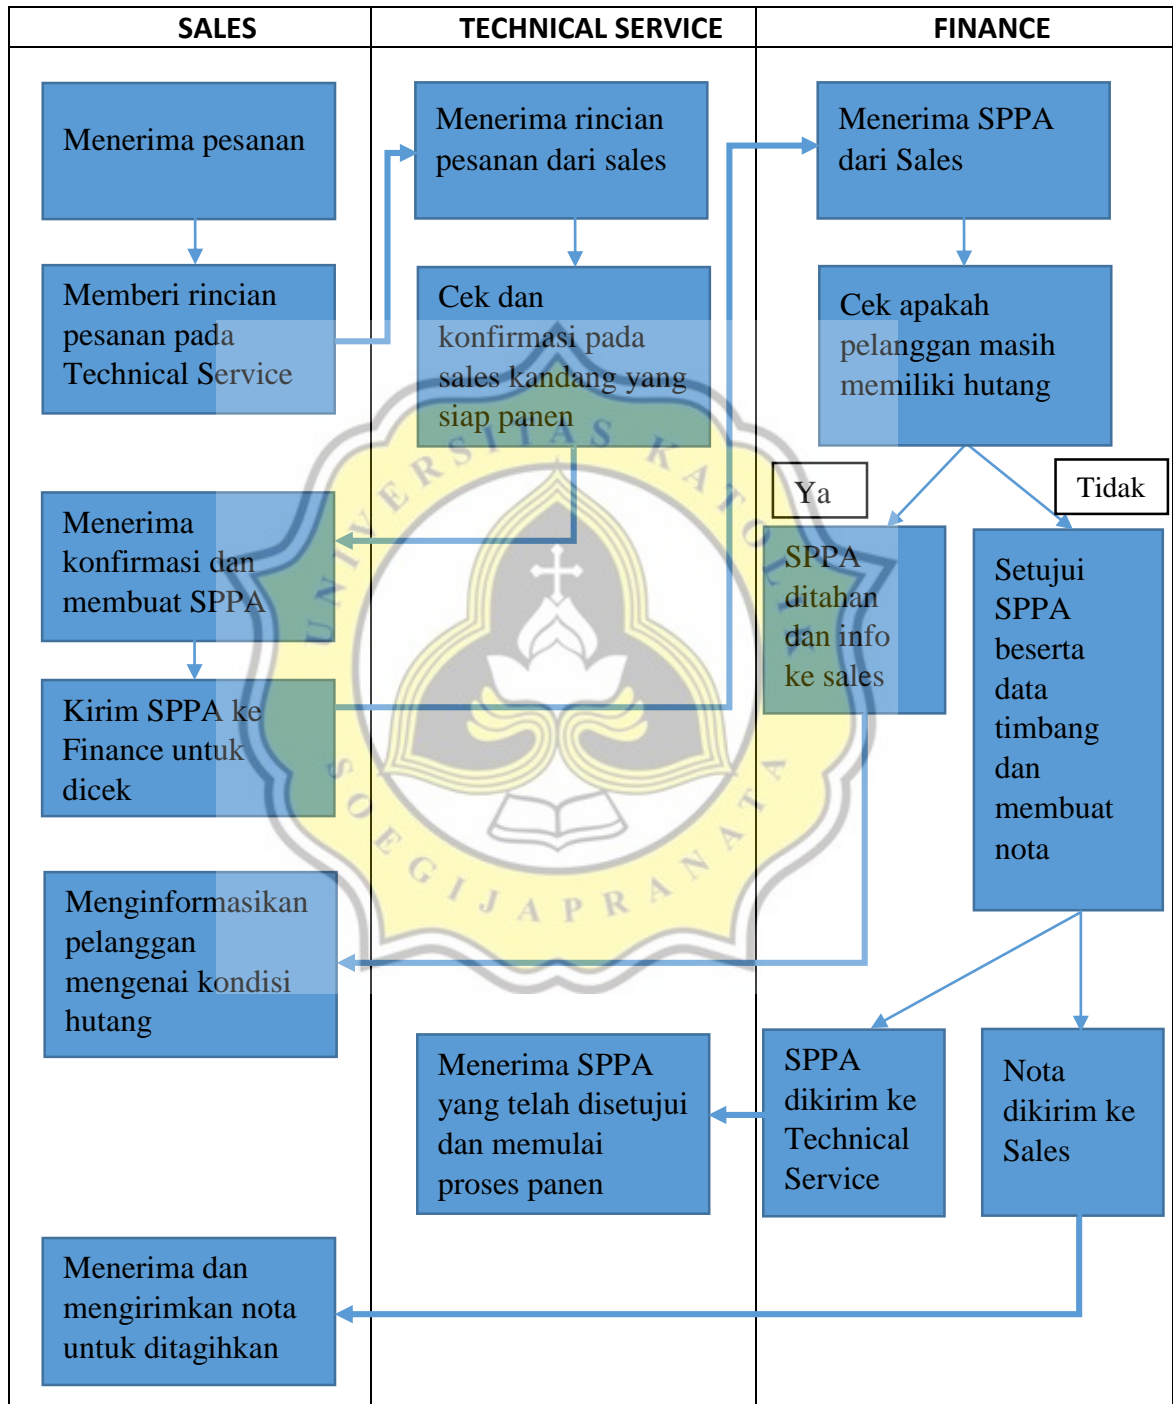 SALES
TECHNICAL SERVICE
FINANCE
Menerima pesanan
Menerima rincian
pesanan dari sales
Menerima SPPA
dari Sales
Memberi rincian
pesanan pada
Technical Service
Cek dan
konfirmasi pada
sales kandang yang
siap panen
Cek apakah
pelanggan masih
memiliki hutang
Ya
Tidak
Menerima
konfirmasi dan
membuat SPPA
SPPA
ditahan
dan info
ke sales
Setujui
SPPA
beserta
data
timbang
dan
membuat
nota
Kirim SPPA ke
Finance untuk
dicek
Menginformasikan
pelanggan
mengenai kondisi
hutang
Menerima SPPA
yang telah disetujui
dan memulai
proses panen
SPPA
dikirim ke
Technical
Service
Nota
dikirim ke
Sales
Menerima dan
mengirimkan nota
untuk ditagihkan
UNIVERSITAS KATOLIK
SOEGIJAPRANATA